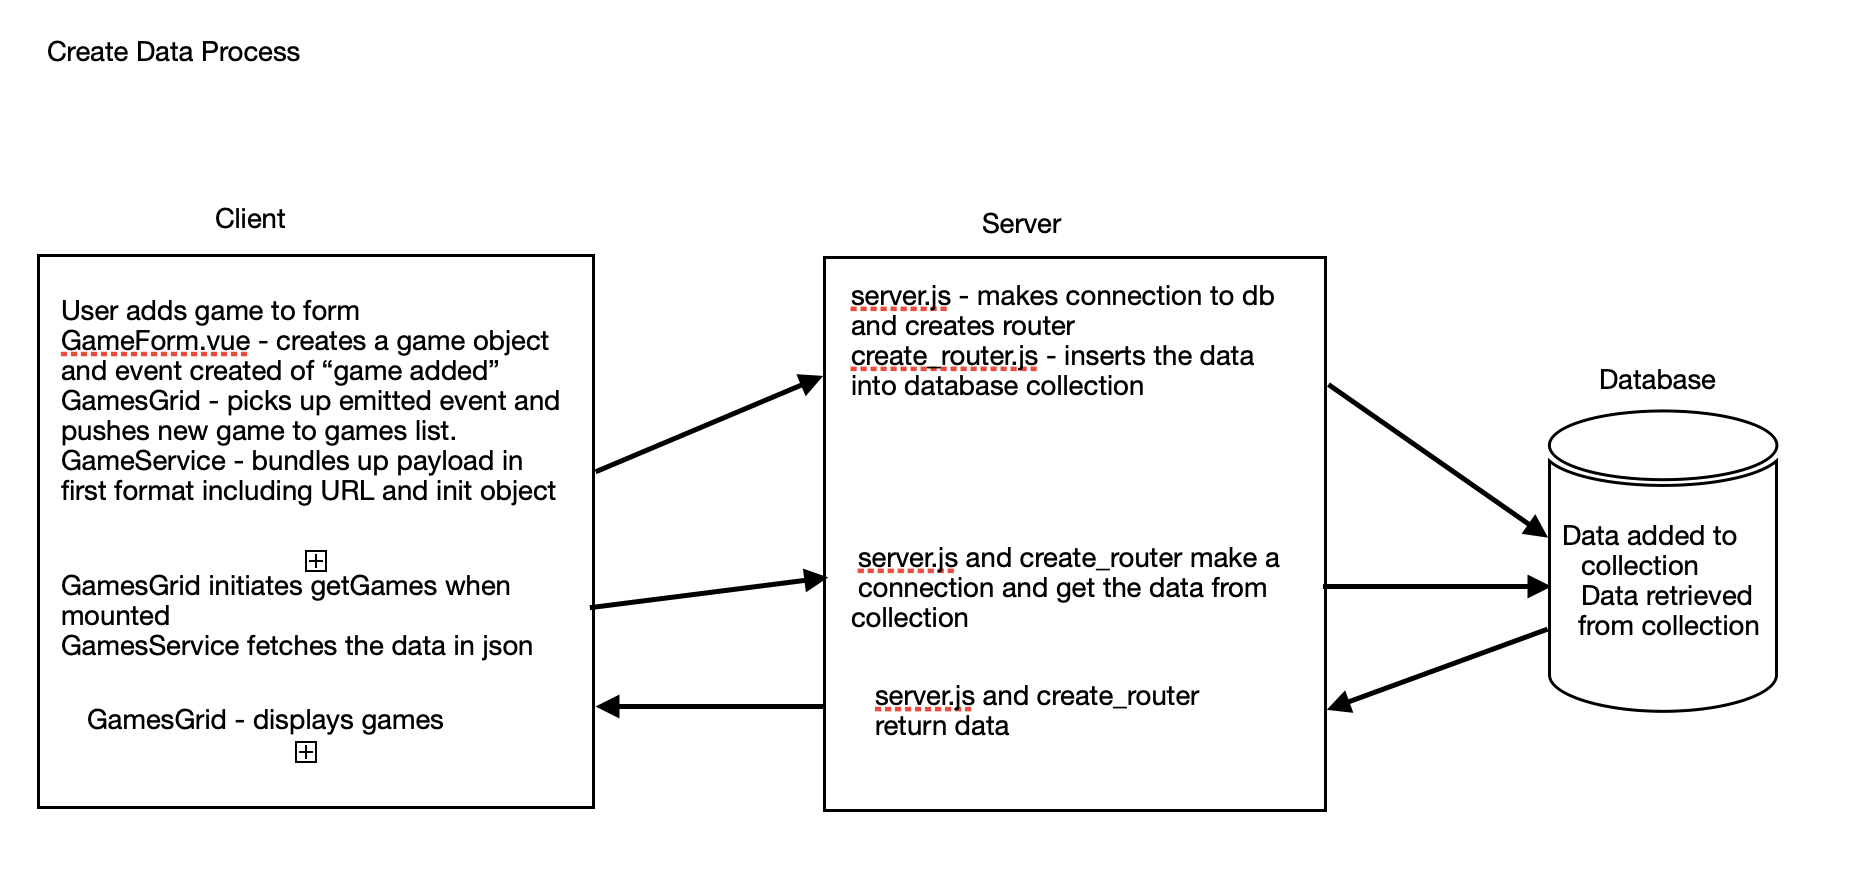 Create Data Process
Client
User adds game to form
GameForm.vue - creates a game object
and event created of “game added”
GamesGrid - picks up emitted event and
pushes new game to games list.
GameService - bundles up payload in
first format including URL and init object
GamesGrid initiates getGames when
mounted
GamesService fetches the data in json
GamesGrid - displays games
Server
server.js - makes connection to db
and creates router
create_router.js - inserts the data
into database collection
server.js and create_router make a
connection and get the data from
collection
server.js and create_router
return data
Database
Data added to
collection
Data retrieved
from collection